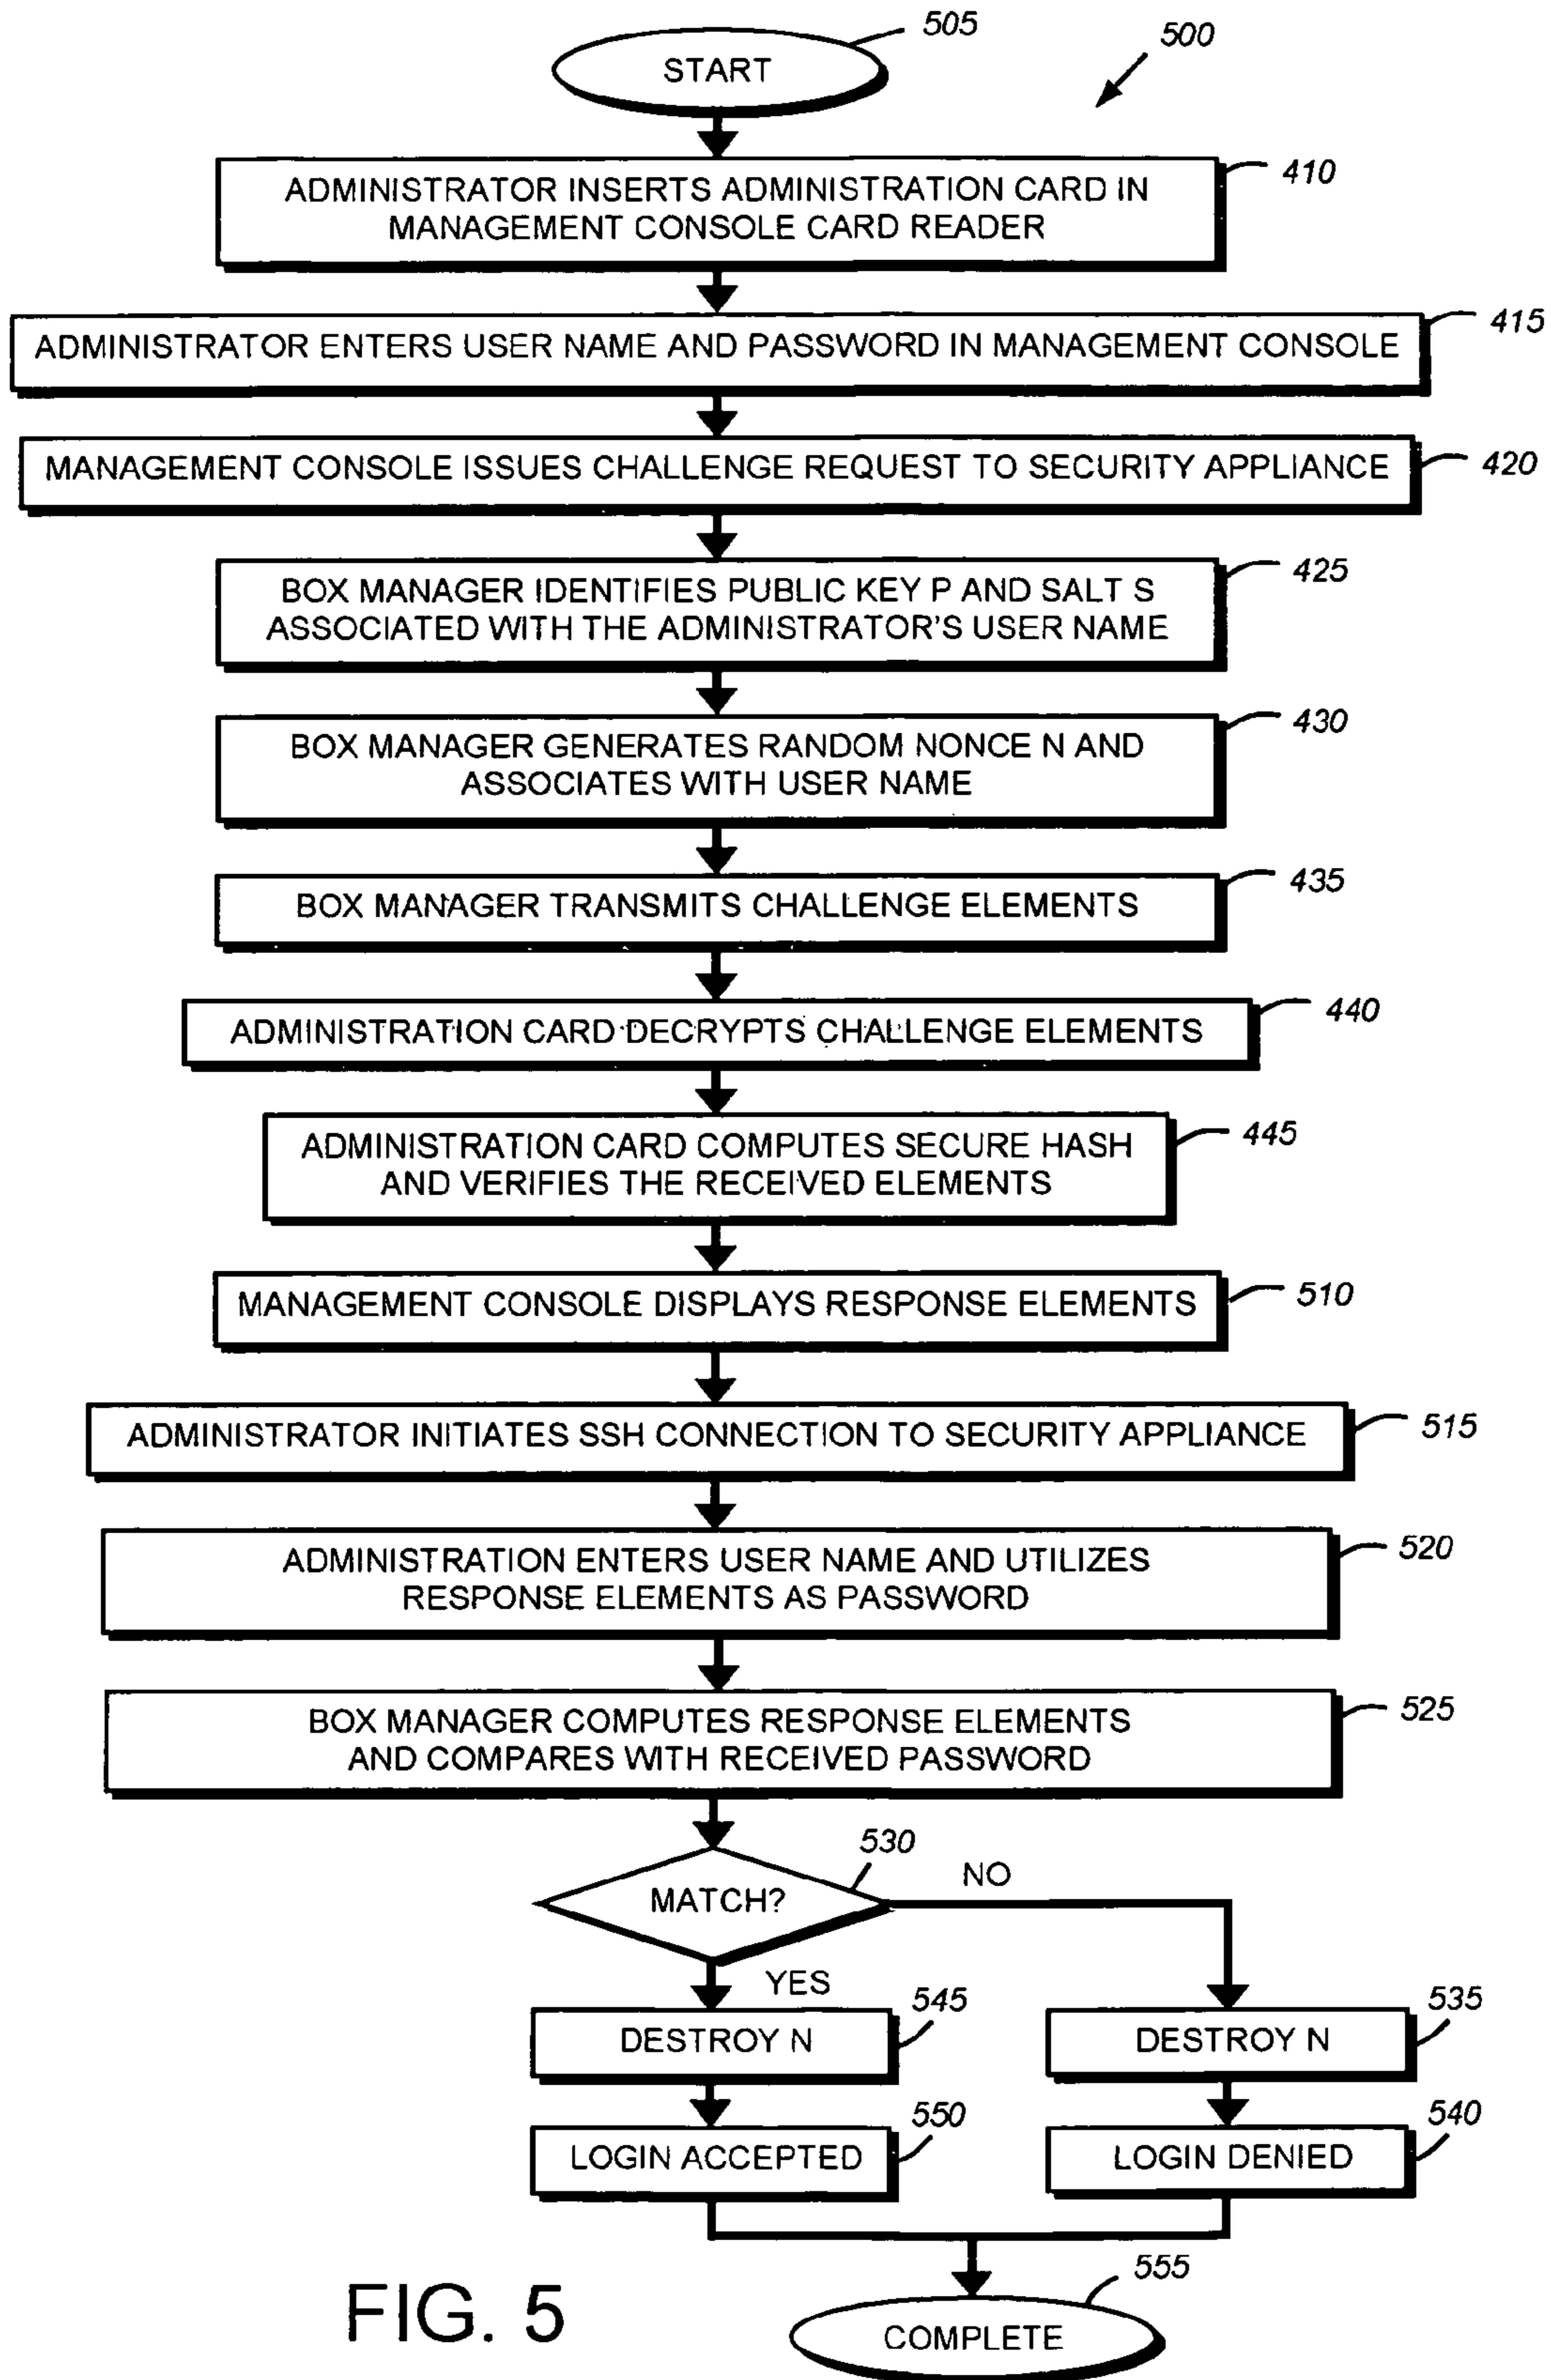 505
500
START
410
ADMINISTRATOR INSERTS ADMINISTRATION CARD IN
MANAGEMENT CONSOLE CARD READER
415
ADMINISTRATOR ENTERS USER NAME AND PASSWORD IN MANAGEMENT CONSOLE
420
MANAGEMENT CONSOLE ISSUES CHALLENGE REQUEST TO SECURITY APPLIANCE
425
BOX MANAGER IDENTIFIES PUBLIC KEY P AND SALT S
ASSOCIATED WITH THE ADMINISTRATOR'S USER NAME
430
BOX MANAGER GENERATES RANDOM NONCE N AND
ASSOCIATES WITH USER NAME
435
BOX MANAGER TRANSMITS CHALLENGE ELEMENTS
440
ADMINISTRATION CARD DECRYPTS CHALLENGE ELEMENTS
445
ADMINISTRATION CARD COMPUTES SECURE HASH
AND VERIFIES THE RECEIVED ELEMENTS
510
MANAGEMENT CONSOLE DISPLAYS RESPONSE ELEMENTS
515
ADMINISTRATOR INITIATES SSH CONNECTION TO SECURITY APPLIANCE
520
ADMINISTRATION ENTERS USER NAME AND UTILIZES
RESPONSE ELEMENTS AS PASSWORD
525
BOX MANAGER COMPUTES RESPONSE ELEMENTS
AND COMPARES WITH RECEIVED PASSWORD
530
NO
MATCH?
YES
545
535
DESTROY N
DESTROY N
550
540
LOGIN ACCEPTED
LOGIN DENIED
555
COMPLETE
FIG. 5